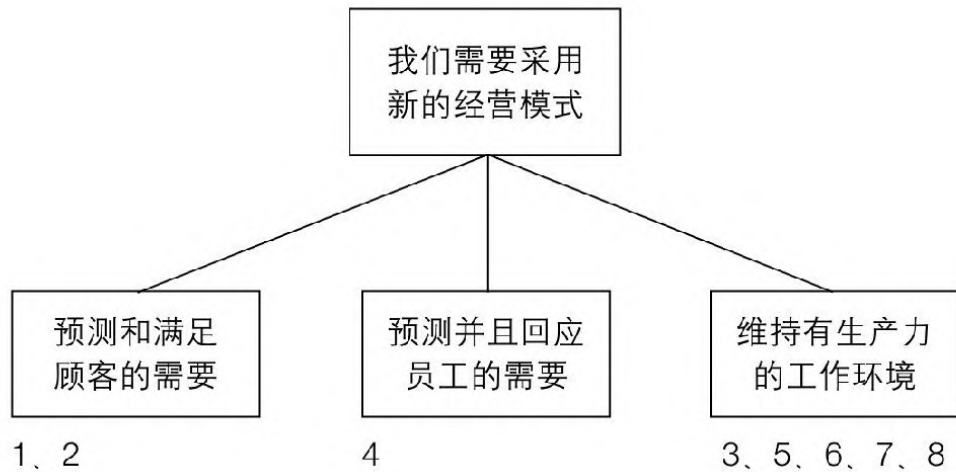 我们需要采用
新的经营模式
预测和满足
顾客的需要
预测并且回应
员工的需要
维持有生产力
的工作环境
1、2
4
3、5、6、7、8